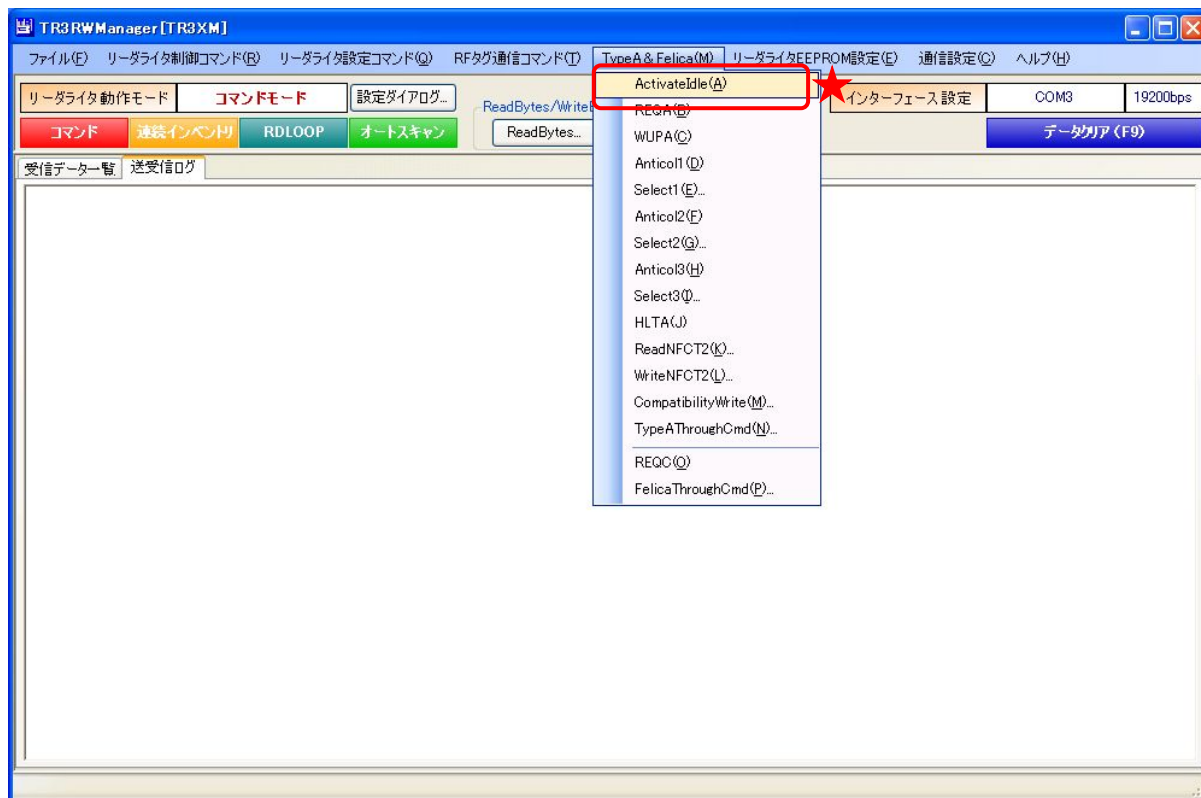 TR3RWManager[TR3XM]
ファイル(F) リーダライタ制御コマンド(R) リーダライタ設定コマンド(Q) RFタグ通信コマンド(T) TypeA&Felica(M) リーダライタEEPROM設定(E) 通信設定(C) ヘルプ(H)
リーダライタ動作モード コマンドモード 設定ダイアログ... ReadBytes/Write インターフェース設定 COM3 19200bps
コマンド 連続インベントリ RDLOOP オートスキャン ReadBytes... データクリア(F9)
受信データ一覧 送受信ログ
ActivateIdle(A)
REQA(B)
WUPA(C)
Anticol1(D)
Select1(E)...
Anticol2(F)
Select2(G)...
Anticol3(H)
Select3(I)...
HLTA(J)
ReadNFCT2(K)...
WriteNFCT2(L)...
CompatibilityWrite(M)...
TypeAThroughCmd(N)...
REQC(O)
FelicaThroughCmd(P)...